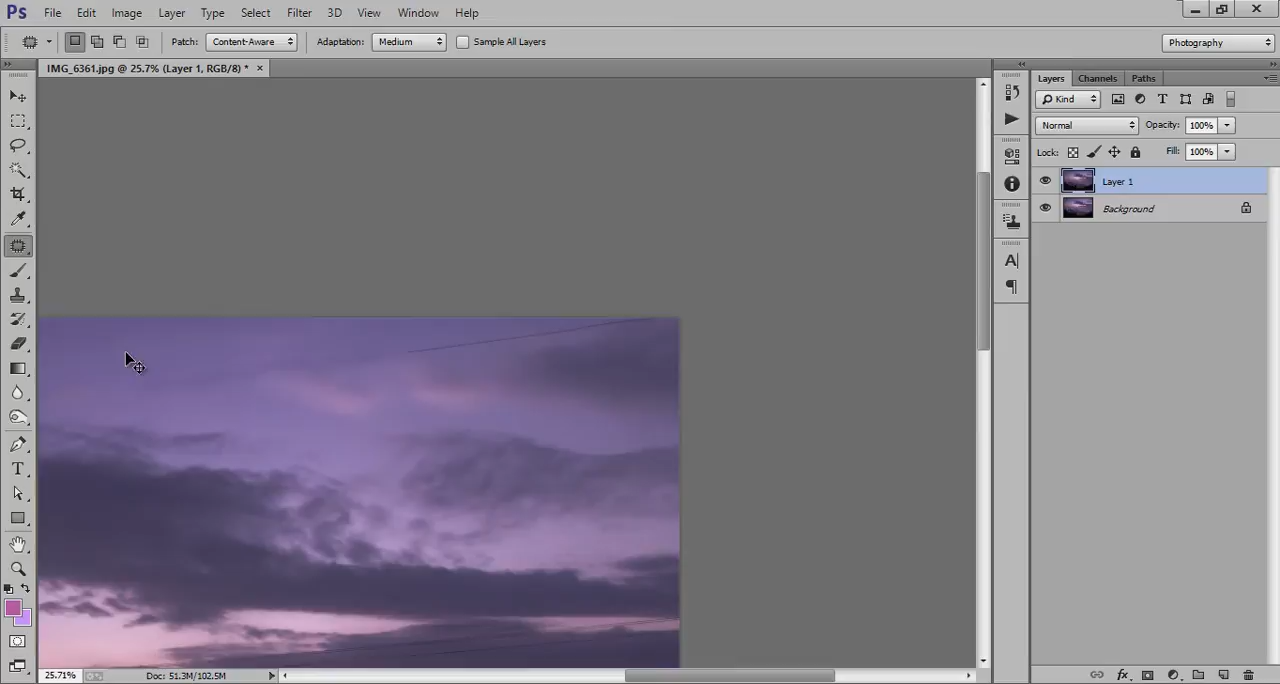 Ps File Edit Image Layer Type Select Filter 3D View Window Help
Patch: Content-Aware Adaptation: Medium Sample All Layers Photography
IMG_6361.jpg @ 25.7% (Layer 1, RGB/8) * ×
Layers Channels Paths
Kind
Normal Opacity: 100%
Lock: Fill: 100%
Layer 1
Background
25.71% Doc: 51.3M/102.5M